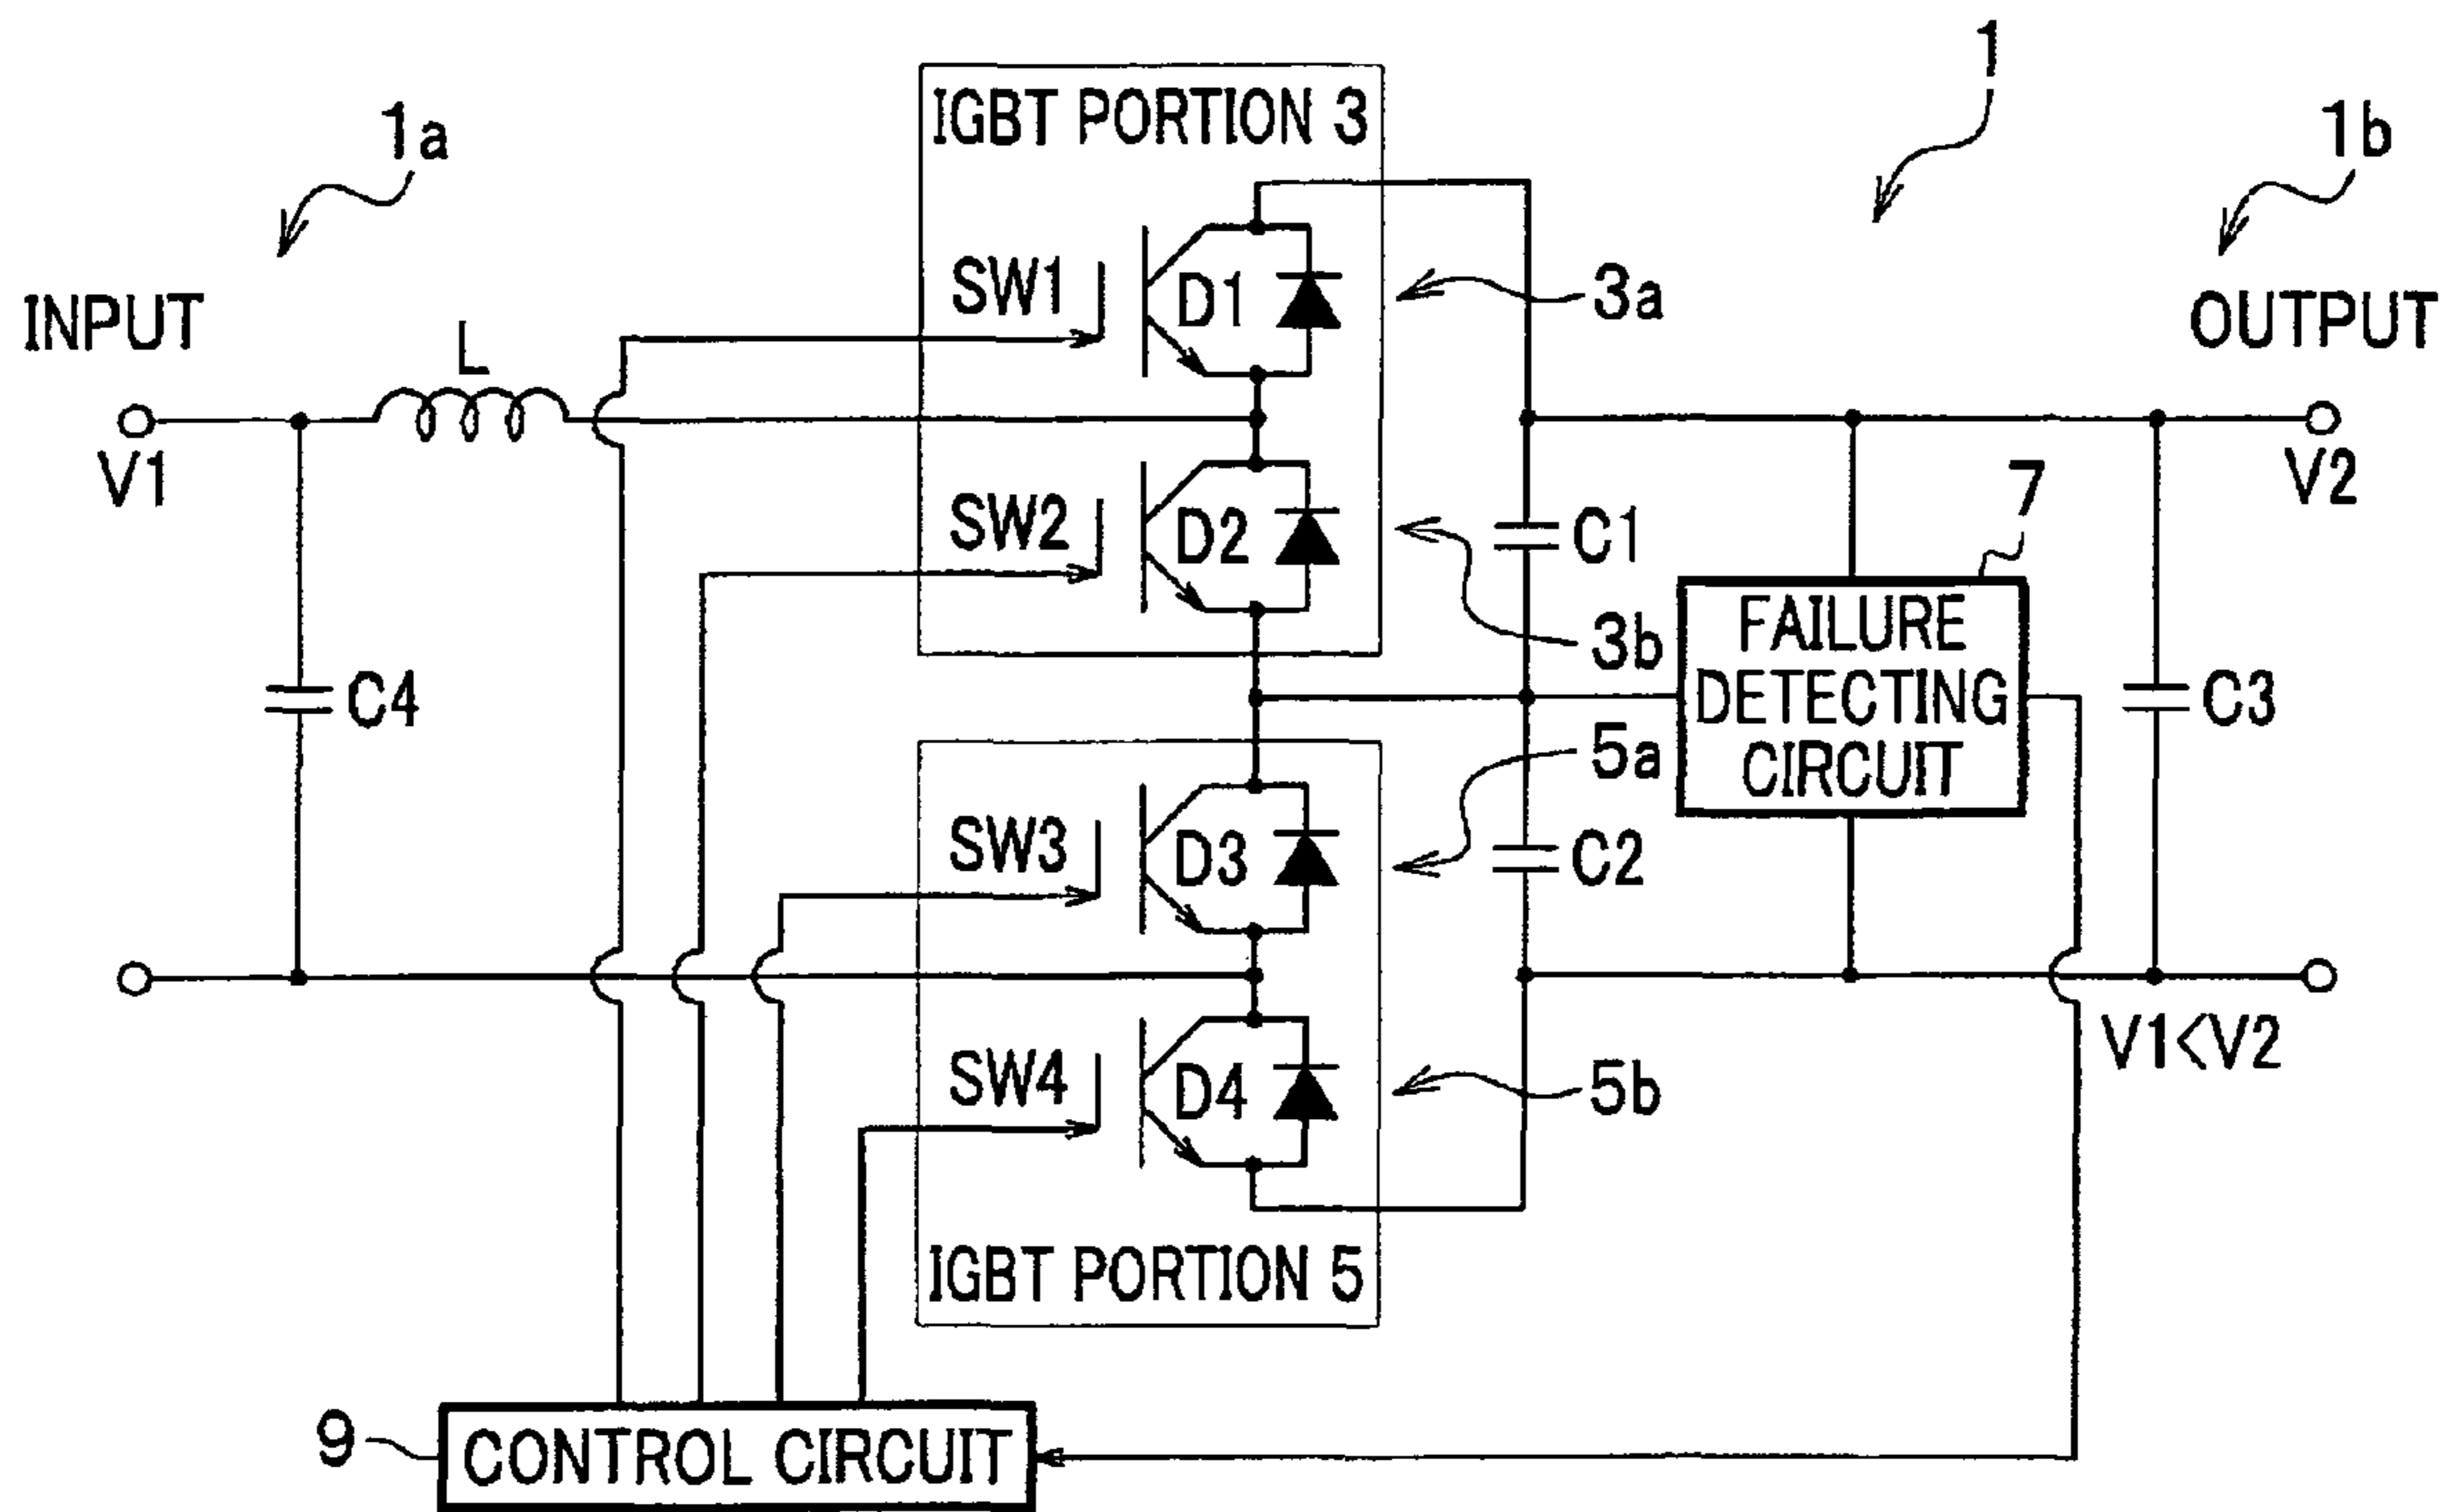 1
1a
IGBT PORTION 3
1b
SW1
D1
3a
INPUT
OUTPUT
L
V1
V2
SW2
D2
C1
7
3b
FAILURE
DETECTING
CIRCUIT
C4
C3
5a
SW3
D3
C2
V1<V2
SW4
D4
5b
IGBT PORTION 5
9
CONTROL CIRCUIT